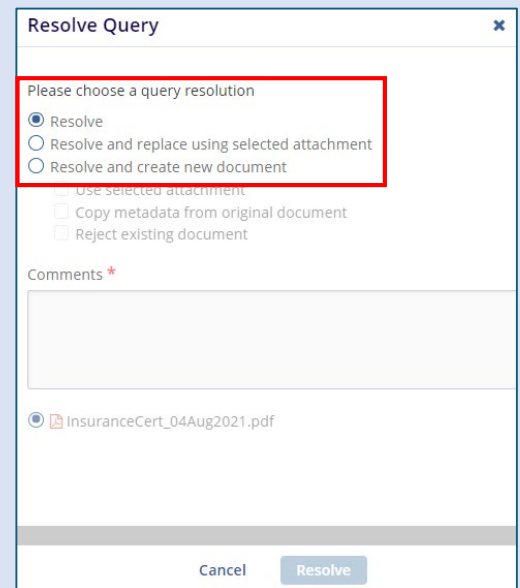 Resolve Query
Please choose a query resolution
Resolve
Resolve and replace using selected attachment
Resolve and create new document
Use selected attachment
Copy metadata from original document
Reject existing document
Comments *
InsuranceCert_04Aug2021.pdf
Cancel Resolve